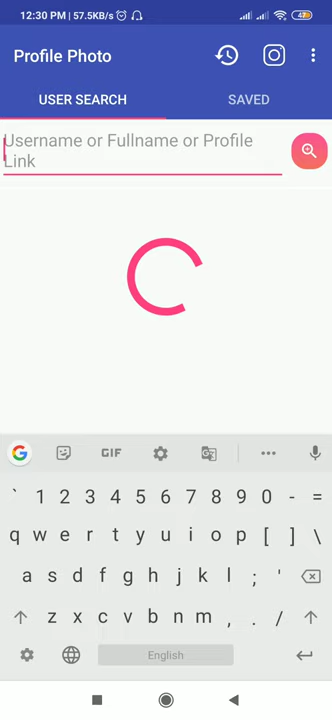 12:30 PM | 57.5KB/s
47
Profile Photo
USER SEARCH
SAVED
Username or Fullname or Profile
Link
G
GIF
` 1 2 3 4 5 6 7 8 9 0 - =
q w e r t y u i o p [ ] \
a s d f g h j k l ; '
z x c v b n m , . /
English